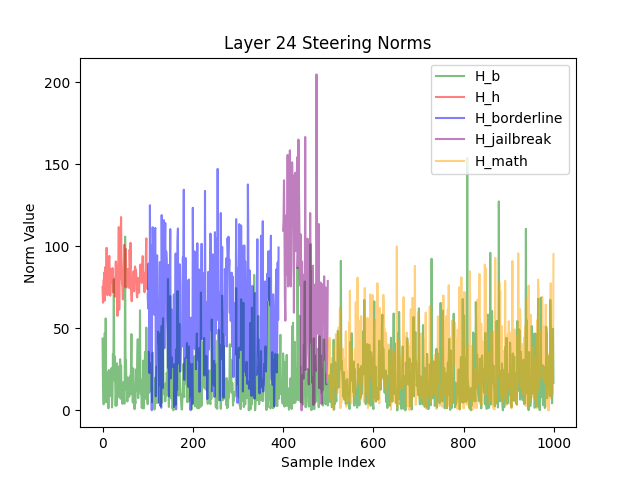 Layer 24 Steering Norms
Norm Value
200
150
100
50
0
H_b
H_h
H_borderline
H_jailbreak
H_math
0 200 400 600 800 1000
Sample Index